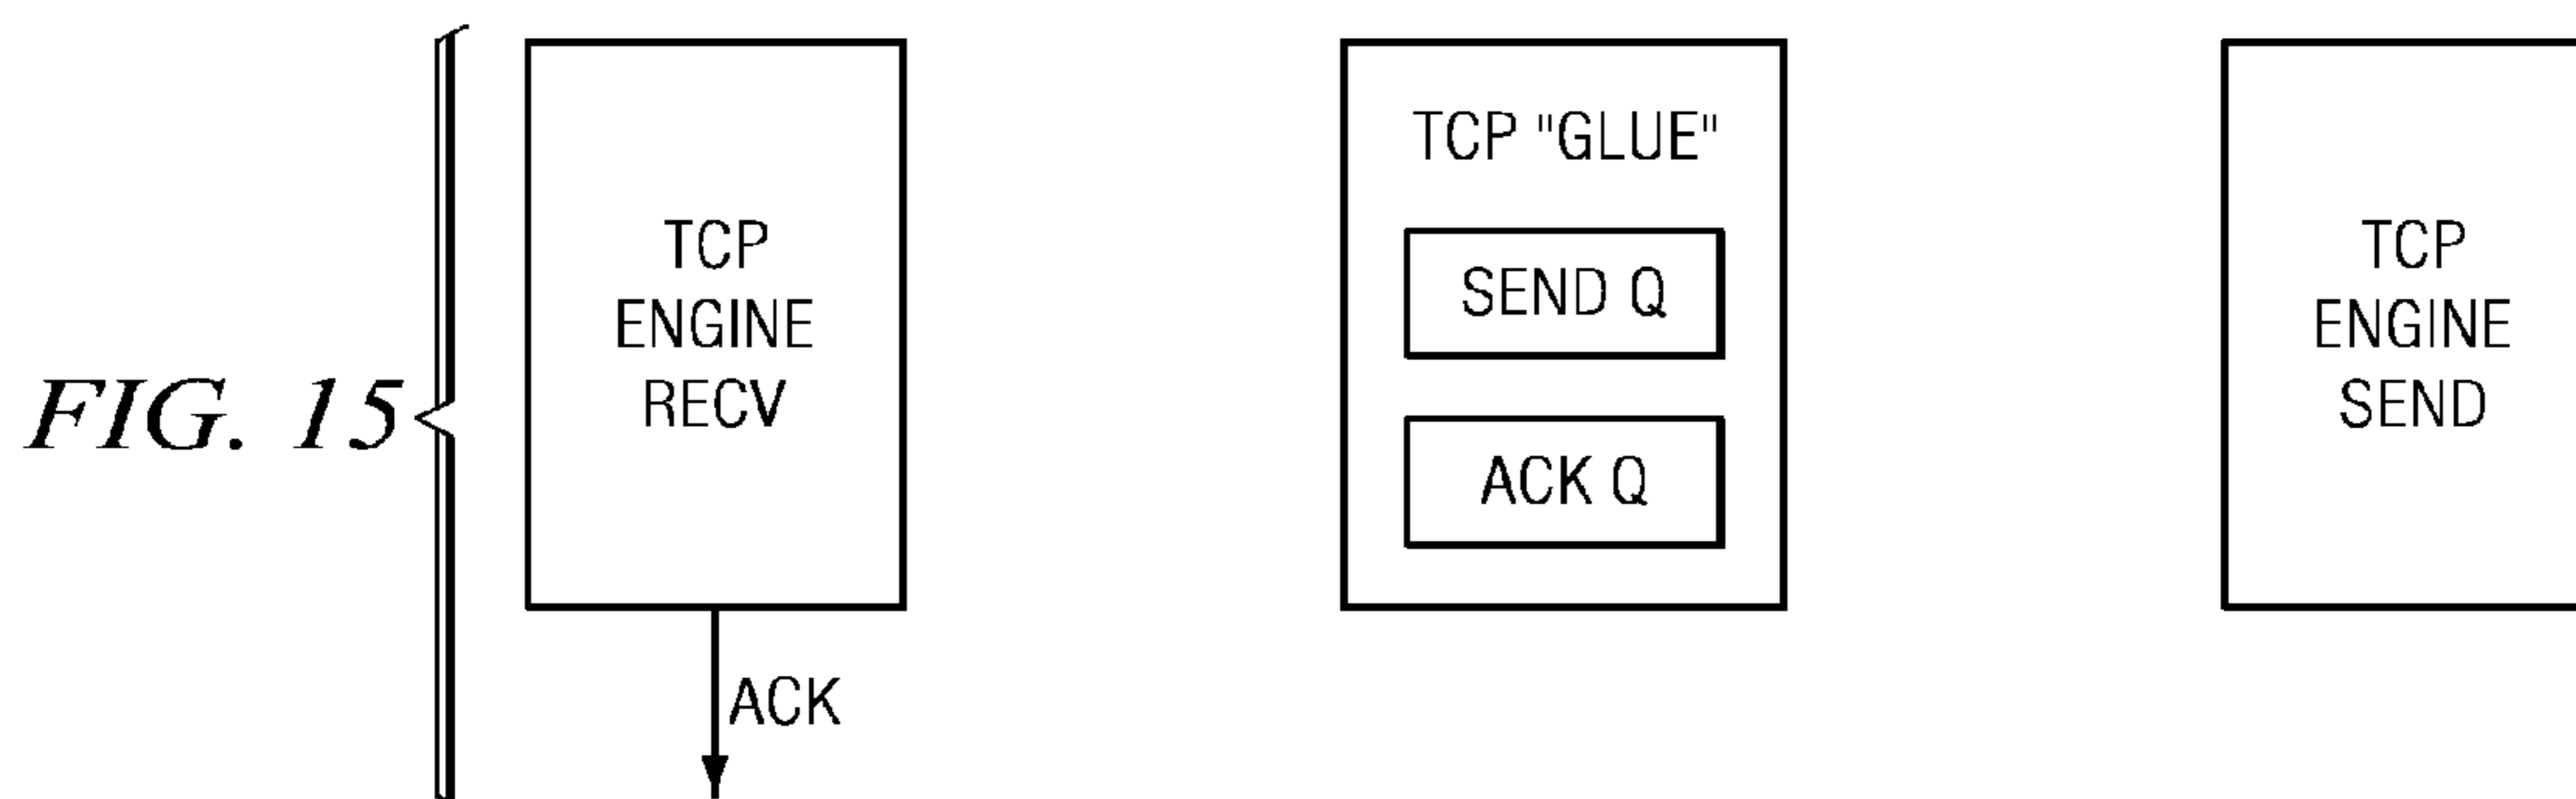 FIG. 15
TCP
ENGINE
RECV
ACK
TCP "GLUE"
SEND Q
ACK Q
TCP
ENGINE
SEND